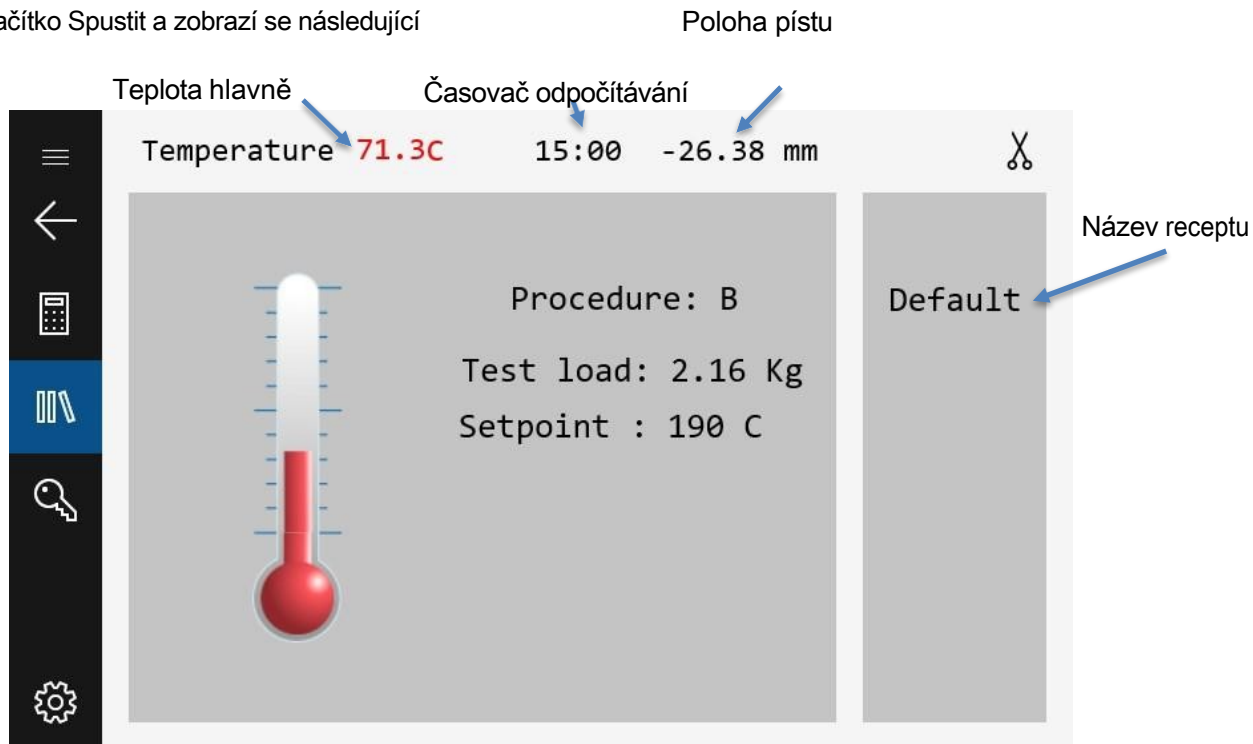 ačítko Spustit a zobrazí se následující
Poloha pístu
Teplota hlavně
Časovač odpočítávání
Temperature 71.3C 15:00 -26.38 mm
Název receptu
Procedure: B
Default
Test load: 2.16 Kg
Setpoint : 190 C